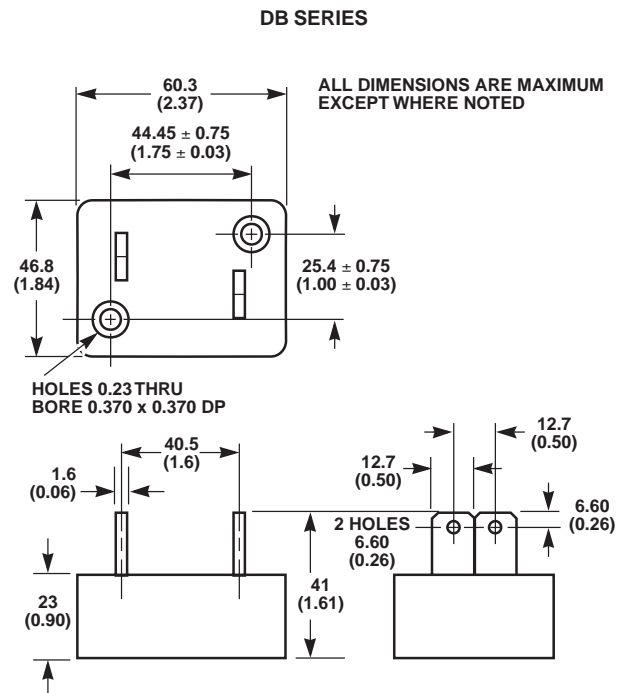 DB SERIES
60.3
(2.37)
ALL DIMENSIONS ARE MAXIMUM
EXCEPT WHERE NOTED
44.45 ± 0.75
(1.75 ± 0.03)
46.8
(1.84)
25.4 ± 0.75
(1.00 ± 0.03)
HOLES 0.23 THRU
BORE 0.370 x 0.370 DP
40.5
(1.6)
1.6
(0.06)
23
(0.90)
41
(1.61)
12.7
(0.50)
12.7
(0.50)
2 HOLES
6.60
(0.26)
6.60
(0.26)